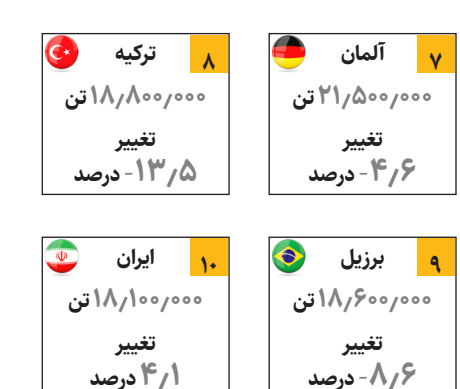 ۷ آلمان
۲۱٫۵۰۰٫۰۰۰ تن
تغییر
۴٫۶- درصد
۸ ترکیه
۱۸٫۸۰۰٫۰۰۰ تن
تغییر
۱۳٫۵- درصد
۹ برزیل
۱۸٫۶۰۰٫۰۰۰ تن
تغییر
۸٫۶- درصد
۱۰ ایران
۱۸٫۱۰۰٫۰۰۰ تن
تغییر
۴٫۱ درصد